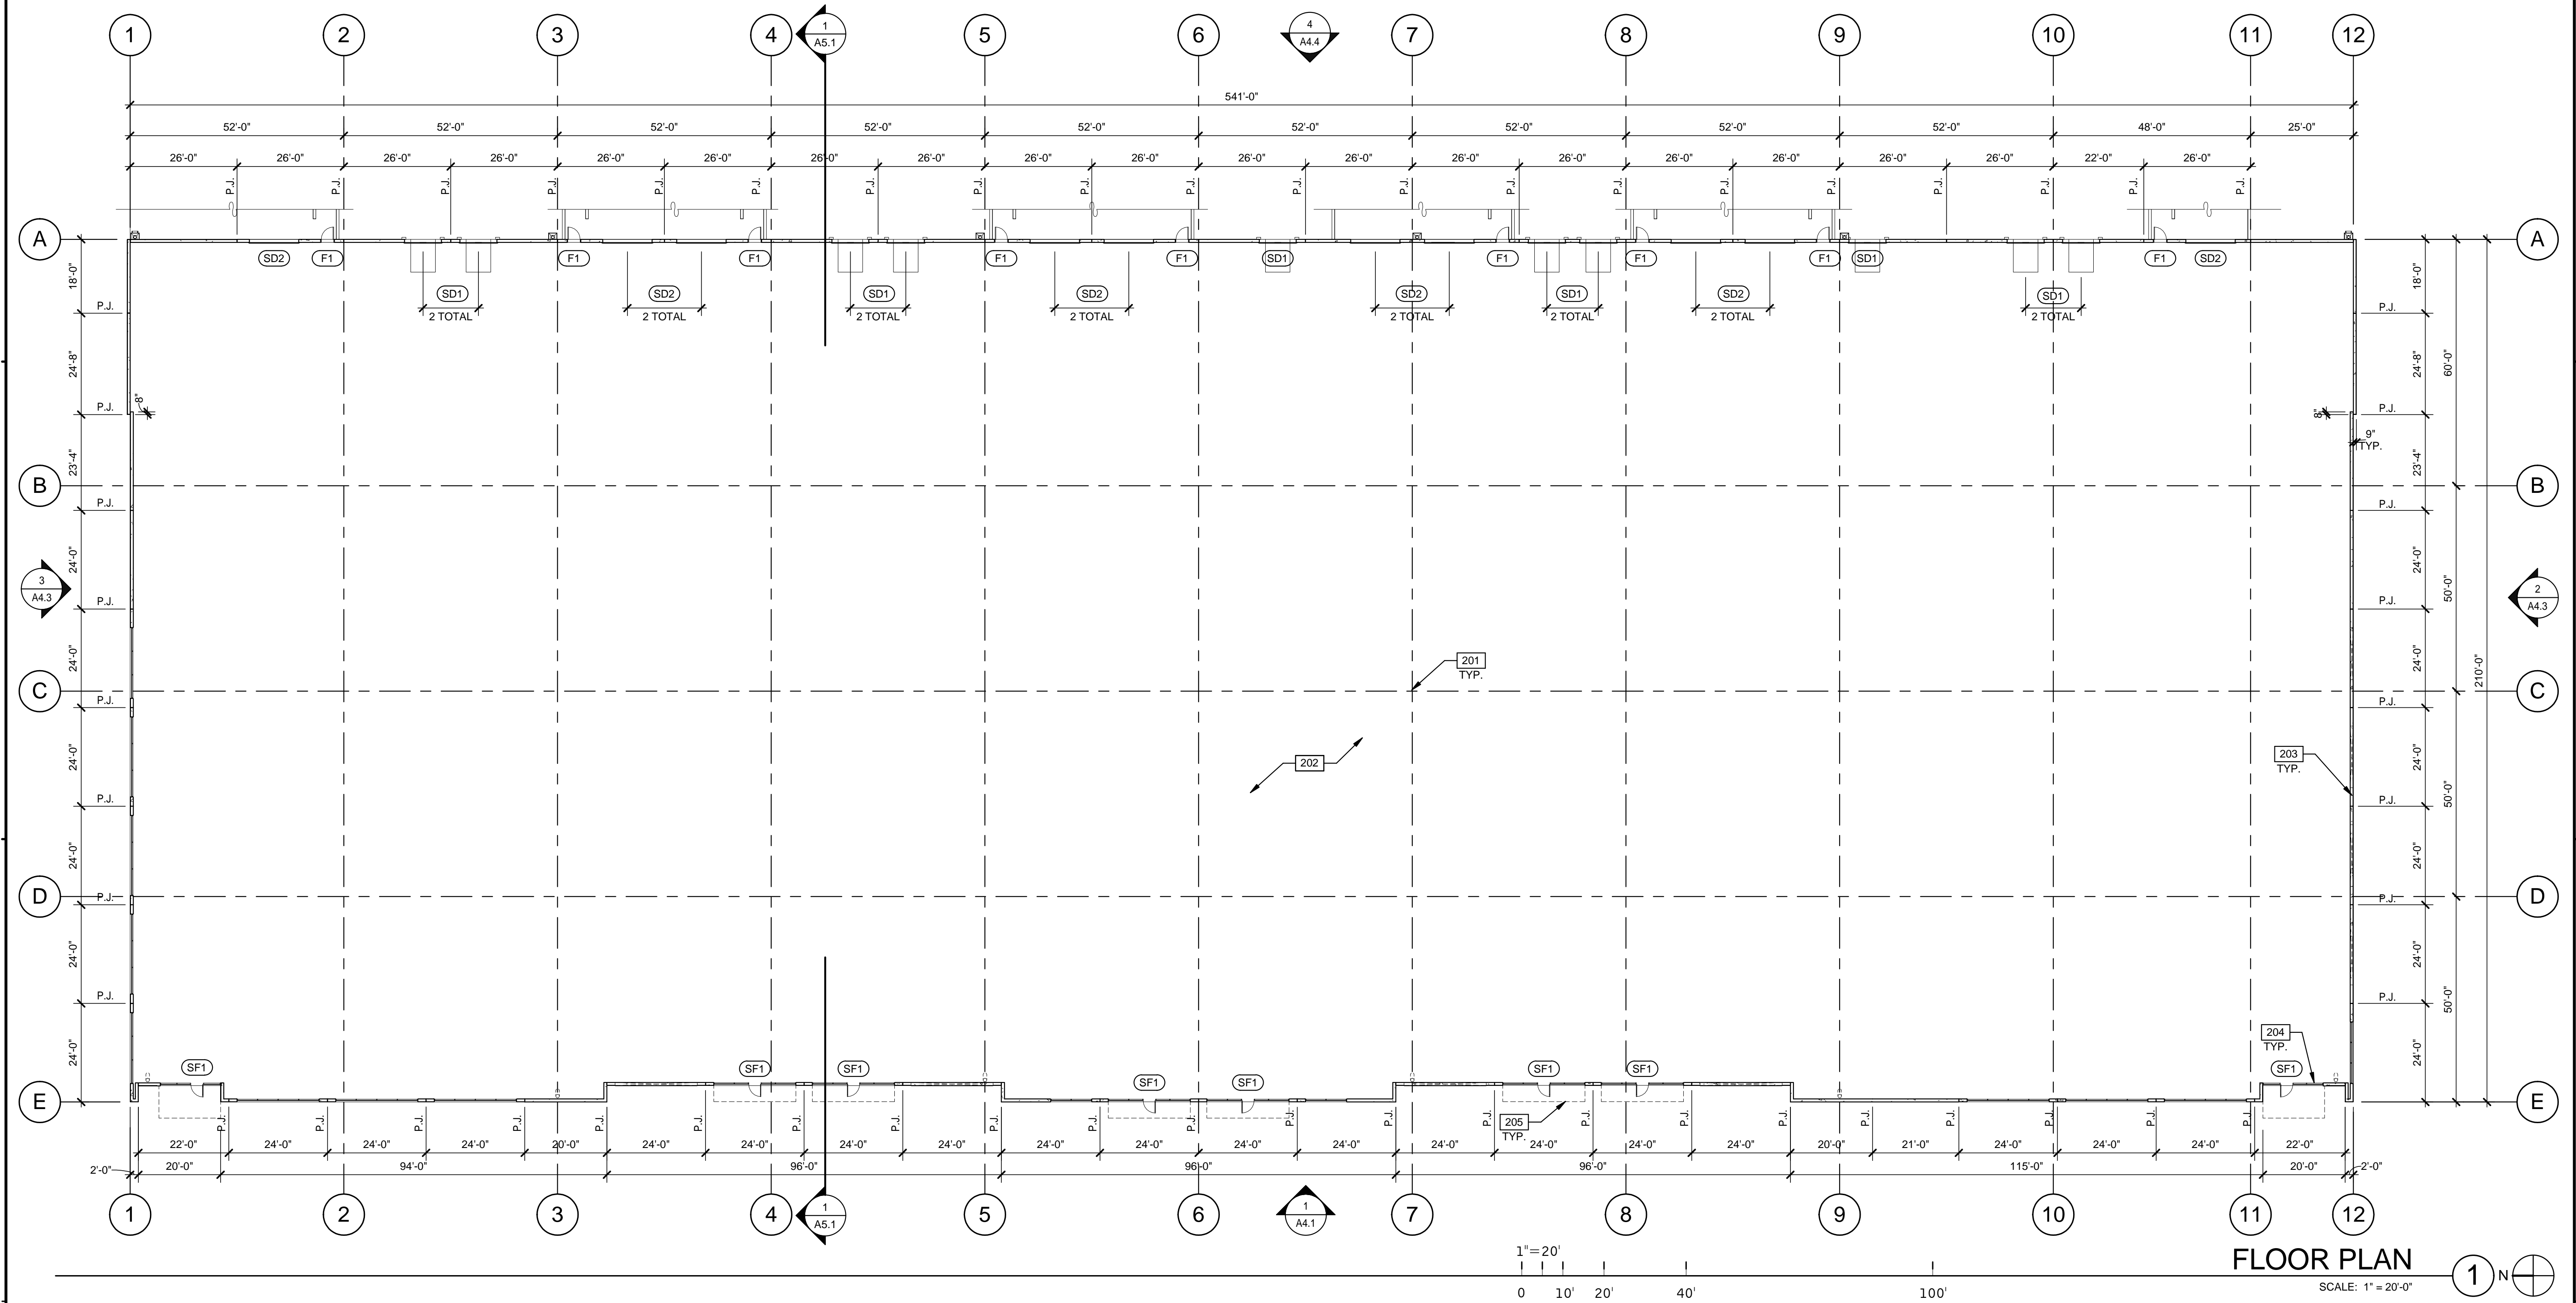 1 2 3 4 5 6 7 8 9 10 11 12
1 A5.1
4 A4.4
541'-0"
52'-0" 52'-0" 52'-0" 52'-0" 52'-0" 52'-0" 52'-0" 52'-0" 52'-0" 48'-0" 25'-0"
26'-0" 26'-0" 26'-0" 26'-0" 26'-0" 26'-0" 26'-0" 26'-0" 26'-0" 26'-0" 26'-0" 26'-0" 26'-0" 26'-0" 26'-0" 26'-0" 26'-0" 26'-0" 22'-0" 26'-0"
P.J. P.J. P.J. P.J. P.J. P.J. P.J. P.J. P.J. P.J. P.J. P.J. P.J. P.J. P.J. P.J. P.J. P.J. P.J. P.J.
A A
SD2 F1 F1 F1 F1 F1 SD1 F1 F1 F1 SD1 F1 SD2
SD1 SD2 SD1 SD2 SD2 SD1 SD2 SD1
2 TOTAL 2 TOTAL 2 TOTAL 2 TOTAL 2 TOTAL 2 TOTAL 2 TOTAL 2 TOTAL
18'-0" 18'-0"
P.J. P.J.
24'-8" 24'-8" 60'-0"
8" 8"
P.J. P.J.
9"
TYP.
23'-4" 23'-4"
B B
P.J. P.J.
24'-0" 24'-0" 50'-0"
3 A4.3
2 A4.3
P.J. P.J.
24'-0" 24'-0"
201
TYP.
210'-0"
C C
P.J. P.J.
24'-0" 24'-0"
202
203
TYP.
50'-0"
P.J. P.J.
24'-0" 24'-0"
D D
P.J. P.J.
24'-0" 24'-0"
50'-0"
P.J. P.J.
204
TYP.
24'-0" 24'-0"
SF1 SF1 SF1 SF1 SF1 SF1 SF1 SF1
E E
205
TYP.
P.J. P.J. P.J. P.J. P.J. P.J. P.J. P.J. P.J. P.J. P.J. P.J. P.J. P.J. P.J. P.J. P.J. P.J. P.J. P.J. P.J. P.J.
22'-0" 24'-0" 24'-0" 24'-0" 20'-0" 24'-0" 24'-0" 24'-0" 24'-0" 24'-0" 24'-0" 24'-0" 24'-0" 24'-0" 24'-0" 24'-0" 24'-0" 20'-0" 21'-0" 24'-0" 24'-0" 24'-0" 22'-0"
2'-0" 20'-0" 94'-0" 96'-0" 96'-0" 96'-0" 115'-0" 20'-0" 2'-0"
1 2 3 4 5 6 7 8 9 10 11 12
1 A5.1
1 A4.1
1"=20'
0 10' 20' 40' 100'
FLOOR PLAN
SCALE: 1" = 20'-0"
1 N